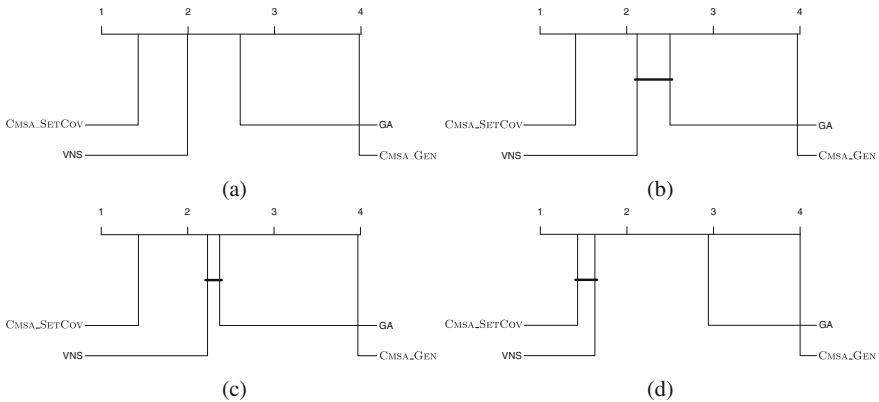 1 2 3 4
CMSA_SETCOV GA
VNS CMSA_GEN
(a)
1 2 3 4
CMSA_SETCOV GA
VNS CMSA_GEN
(b)
1 2 3 4
CMSA_SETCOV GA
VNS CMSA_GEN
(c)
1 2 3 4
CMSA_SETCOV GA
VNS CMSA_GEN
(d)